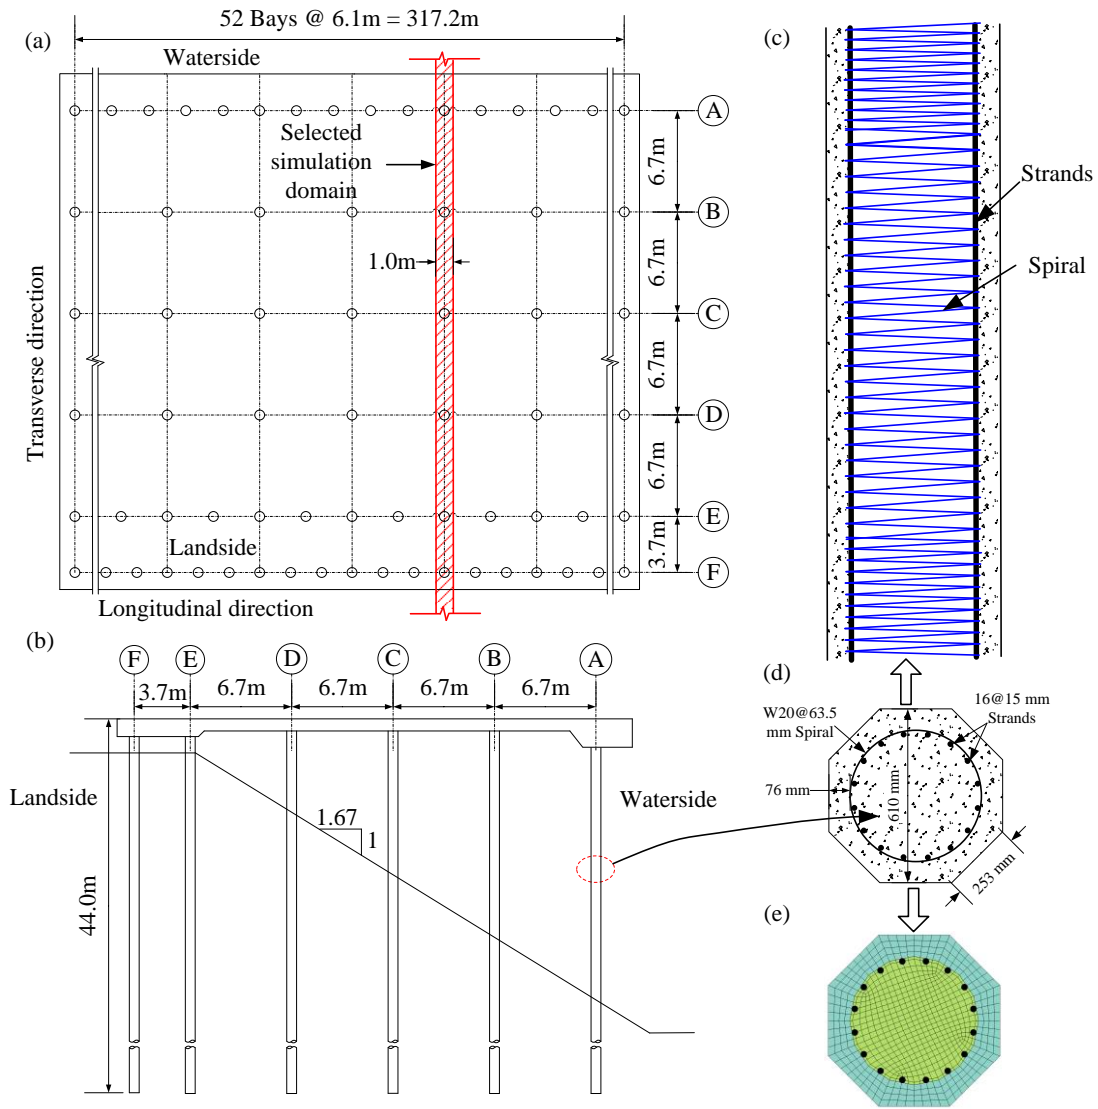 52 Bays @ 6.1m = 317.2m
(a)
Waterside
Selected
simulation
domain
1.0m
Transverse direction
Landside
Longitudinal direction
A
6.7m
B
6.7m
C
6.7m
D
6.7m
E
3.7m
F
(b)
F
E
D
C
B
A
3.7m
6.7m
6.7m
6.7m
6.7m
Landside
Waterside
1.67
1
44.0m
(c)
Strands
Spiral
(d)
W20@63.5
mm Spiral
16@15 mm
Strands
76 mm
610 mm
253 mm
(e)